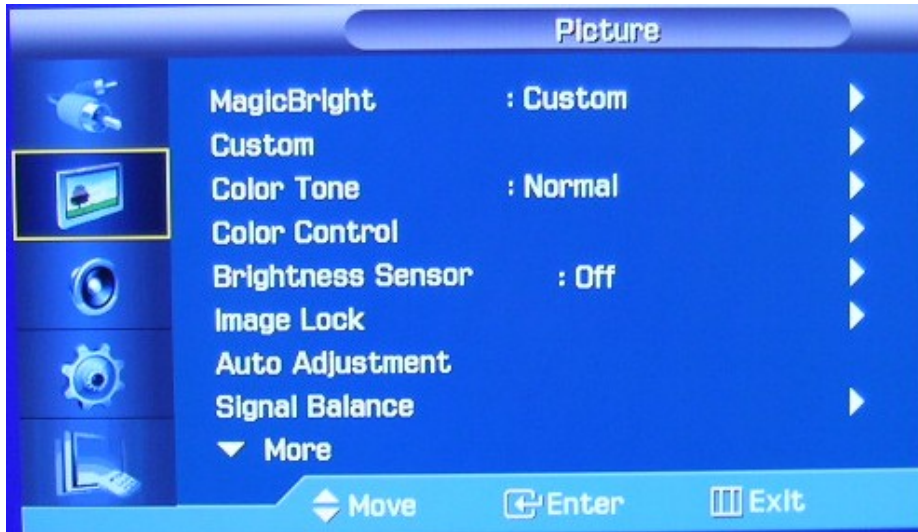 Picture
MagicBright : Custom
Custom
Color Tone : Normal
Color Control
Brightness Sensor : Off
Image Lock
Auto Adjustment
Signal Balance
More
Move Enter Exit